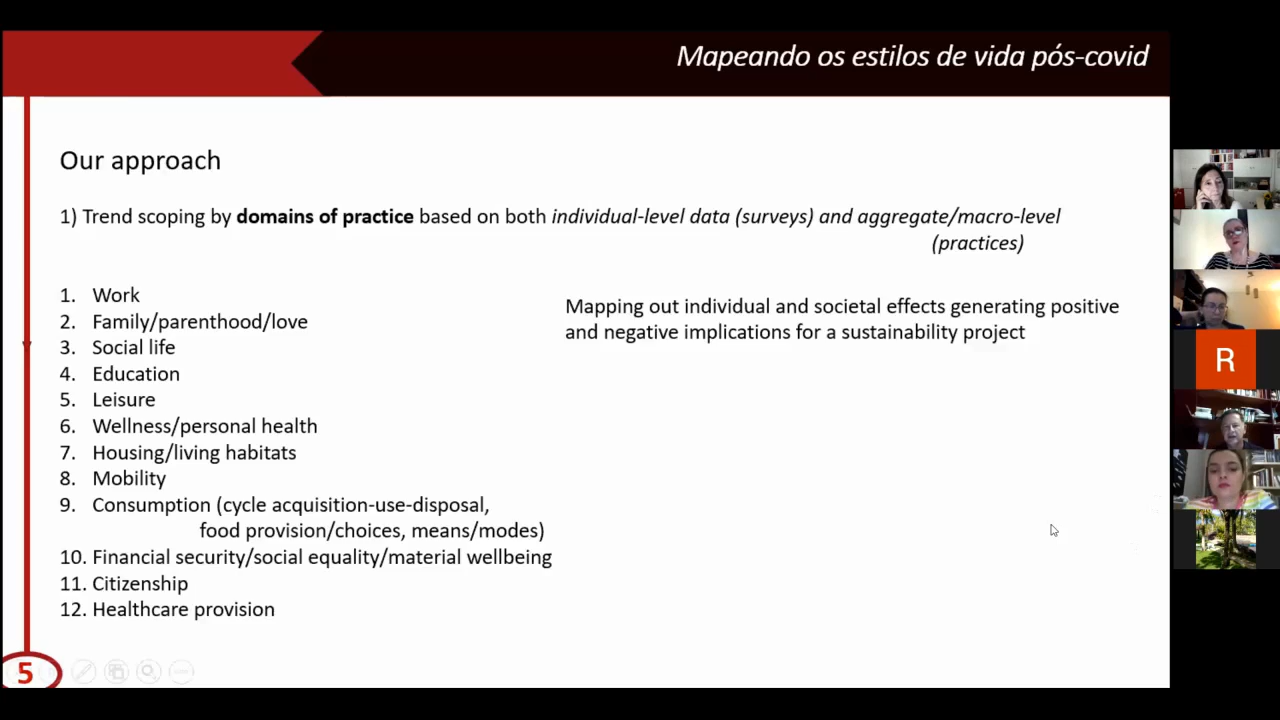 Mapeando os estilos de vida pós-covid
Our approach
1) Trend scoping by domains of practice based on both individual-level data (surveys) and aggregate/macro-level
(practices)
1. Work
2. Family/parenthood/love
3. Social life
4. Education
5. Leisure
6. Wellness/personal health
7. Housing/living habitats
8. Mobility
9. Consumption (cycle acquisition-use-disposal,
food provision/choices, means/modes)
10. Financial security/social equality/material wellbeing
11. Citizenship
12. Healthcare provision
Mapping out individual and societal effects generating positive
and negative implications for a sustainability project
5
R